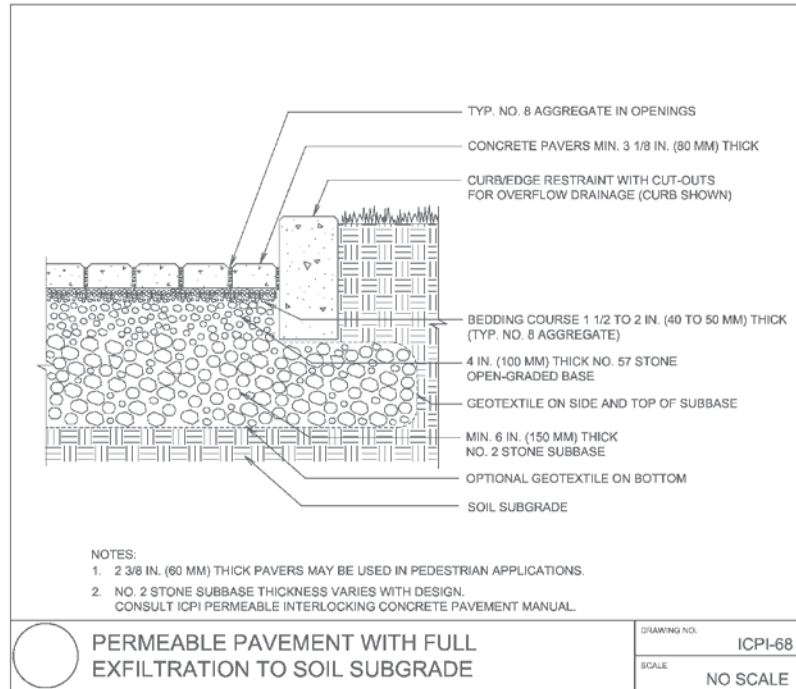 TYP. NO. 8 AGGREGATE IN OPENINGS
CONCRETE PAVERS MIN. 3 1/8 IN. (80 MM) THICK
CURB/EDGE RESTRAINT WITH CUT-OUTS
FOR OVERFLOW DRAINAGE (CURB SHOWN)
BEDDING COURSE 1 1/2 TO 2 IN. (40 TO 50 MM) THICK
(TYP. NO. 8 AGGREGATE)
4 IN. (100 MM) THICK NO. 57 STONE
OPEN-GRADED BASE
GEOTEXTILE ON SIDE AND TOP OF SUBBASE
MIN. 6 IN. (150 MM) THICK
NO. 2 STONE SUBBASE
OPTIONAL GEOTEXTILE ON BOTTOM
SOIL SUBGRADE
NOTES:
1. 2 3/8 IN. (60 MM) THICK PAVERS MAY BE USED IN PEDESTRIAN APPLICATIONS.
2. NO. 2 STONE SUBBASE THICKNESS VARIES WITH DESIGN.
CONSULT ICPI PERMEABLE INTERLOCKING CONCRETE PAVEMENT MANUAL.
PERMEABLE PAVEMENT WITH FULL
EXFILTRATION TO SOIL SUBGRADE
DRAWING NO.
ICPI-68
SCALE
NO SCALE